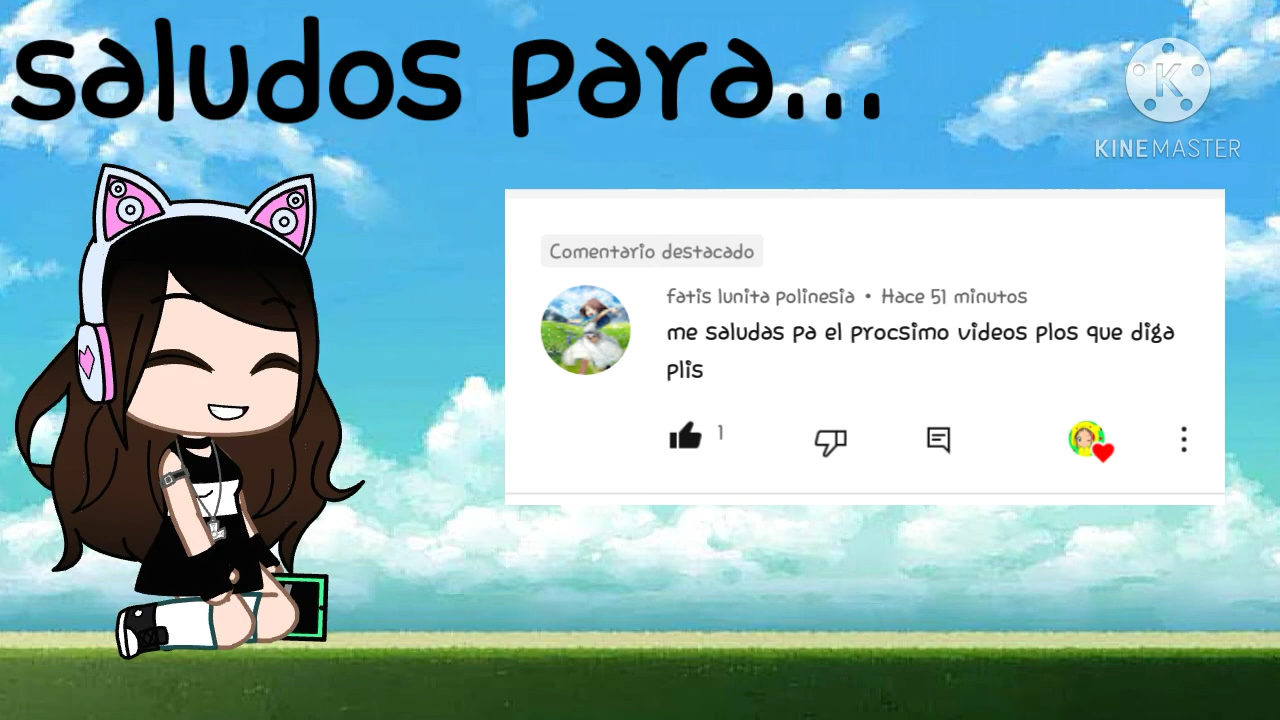 saludos para...
KINEMASTER
Comentario destacado
fatis lunita polinesia • Hace 51 minutos
me saludas pa el procsimo videos plos que diga
plis
1